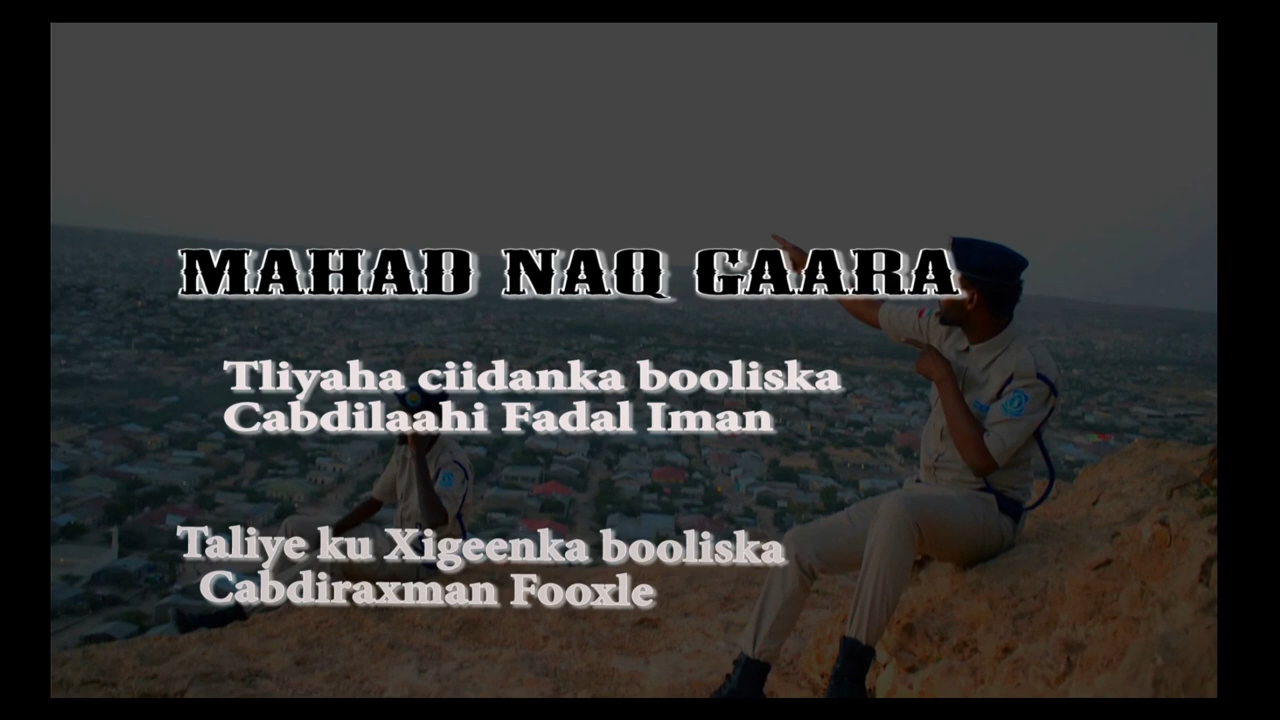 MAHAD NAQ GAARA
Tliyaha ciidanka booliska
Cabdilaahi Fadal Iman
Taliye ku Xigeenka booliska
Cabdiraxman Fooxle